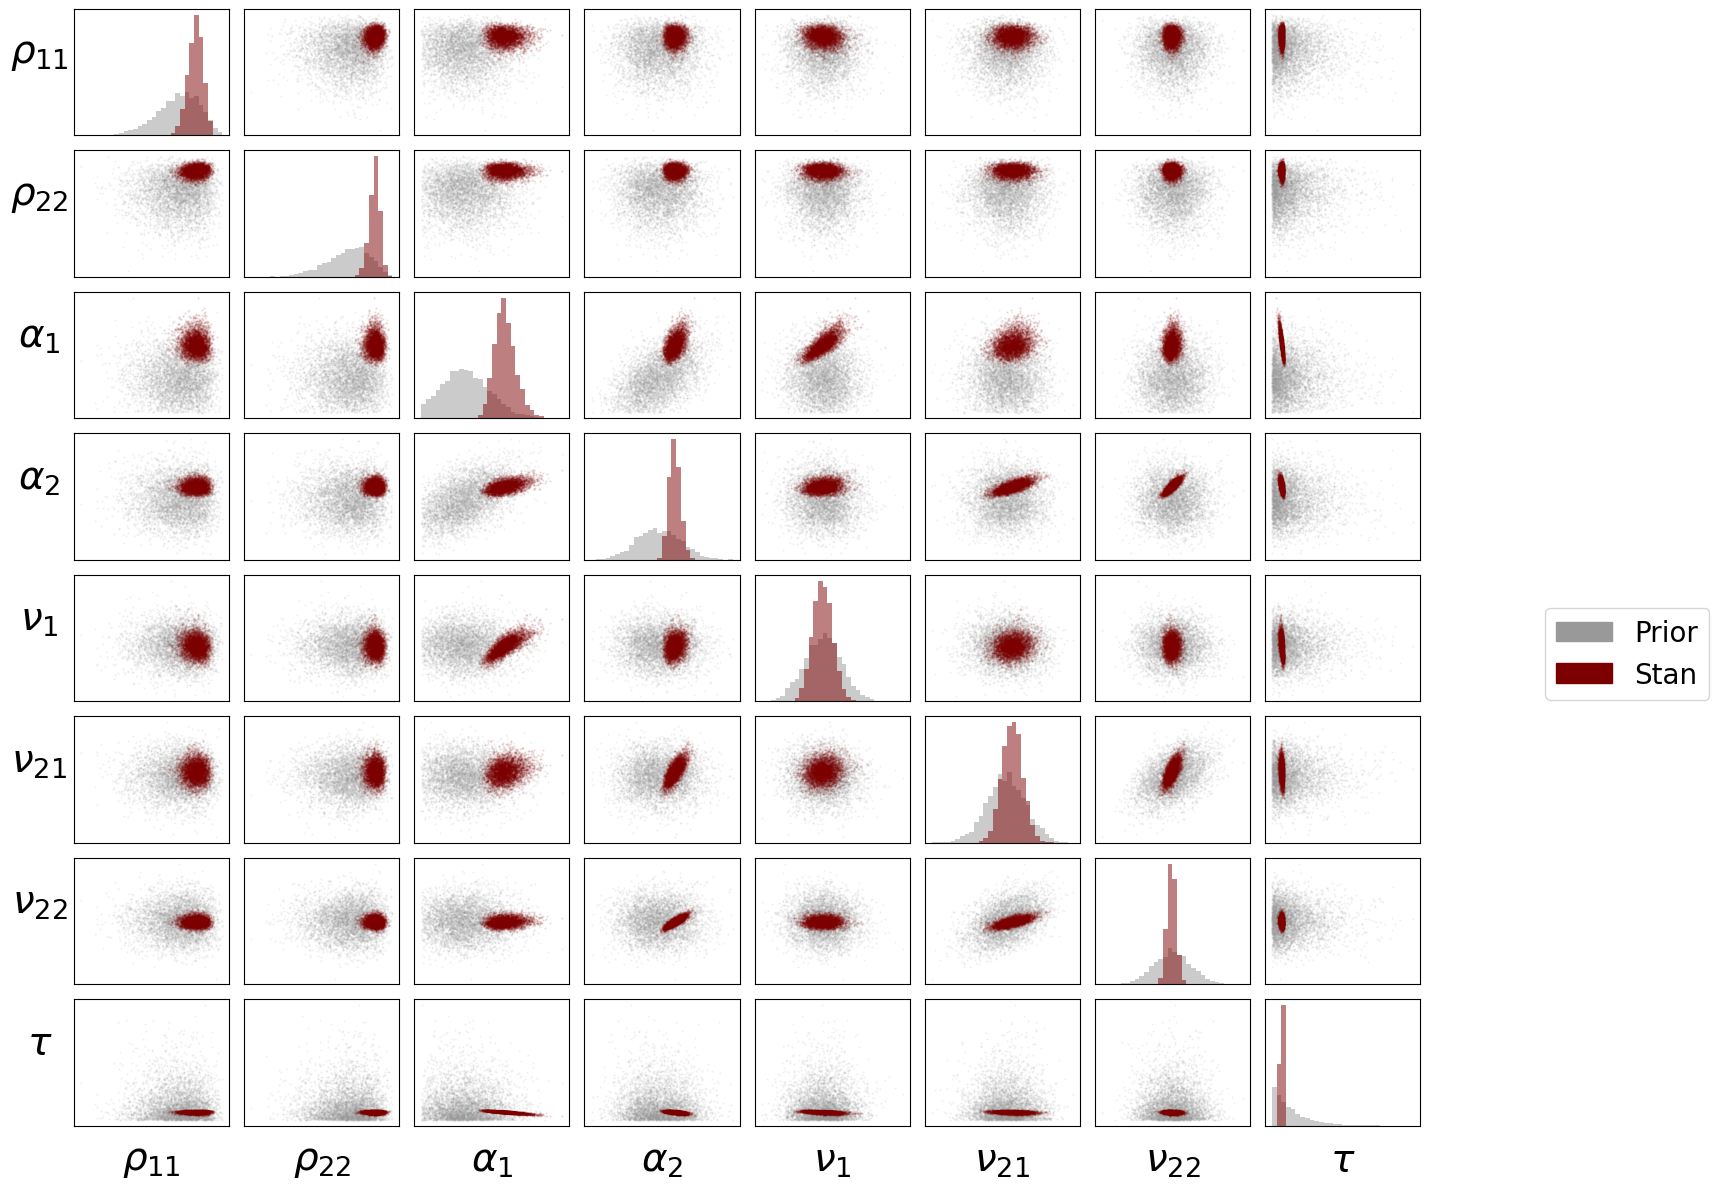 ρ₁₁
ρ₂₂
α₁
α₂
ν₁
ν₂₁
ν₂₂
τ
Prior
Stan
ρ₁₁ ρ₂₂ α₁ α₂ ν₁ ν₂₁ ν₂₂ τ